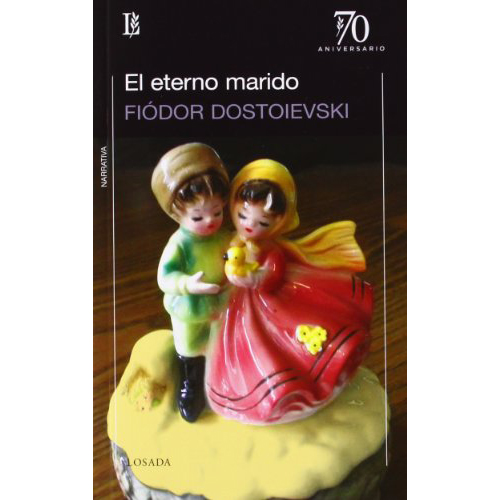 70
ANIVERSARIO
El eterno marido
FIÓDOR DOSTOIEVSKI
NARRATIVA
LOSADA